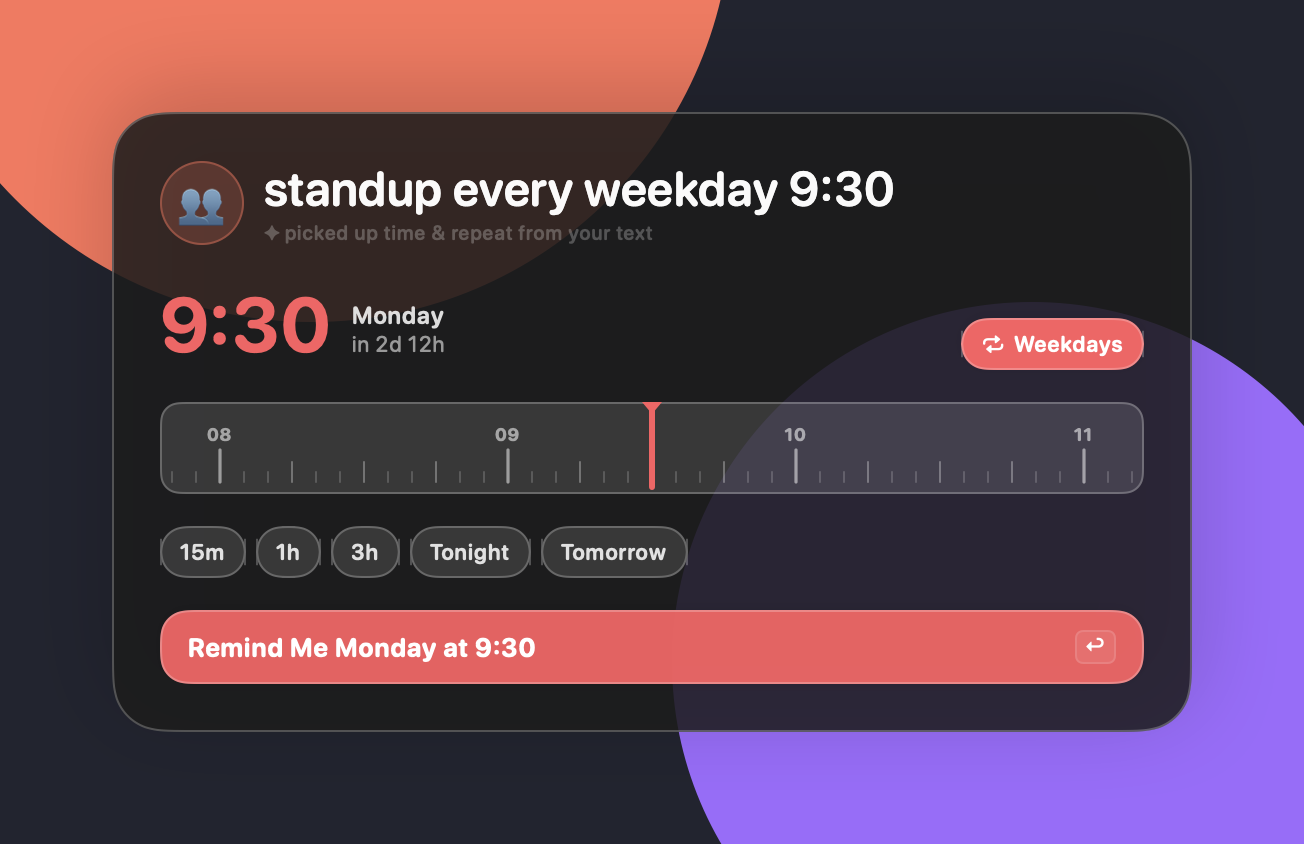 standup every weekday 9:30
✦ picked up time & repeat from your text
9:30
Monday
in 2d 12h
Weekdays
08 09 10 11
15m 1h 3h Tonight Tomorrow
Remind Me Monday at 9:30